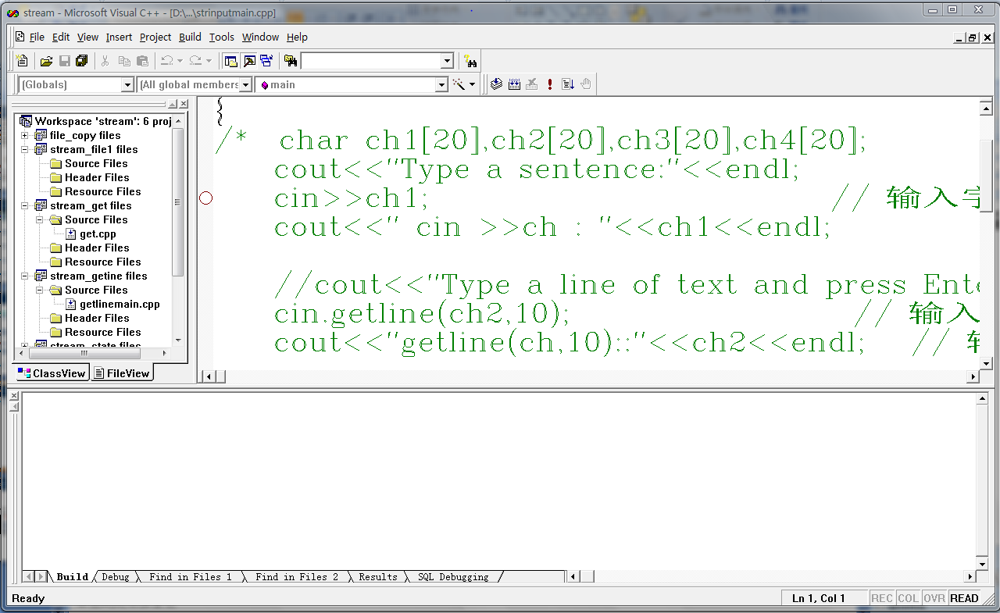 stream - Microsoft Visual C++ - [D:\...\strinputmain.cpp]
File Edit View Insert Project Build Tools Window Help
(Globals) (All global members main
Workspace 'stream': 6 proj
file_copy files
stream_file1 files
Source Files
Header Files
Resource Files
stream_get files
Source Files
get.cpp
Header Files
Resource Files
stream_getine files
Source Files
getlinemain.cpp
Header Files
Resource Files
stream_state files
ClassView FileView
{
/* char ch1[20],ch2[20],ch3[20],ch4[20];
cout<<"Type a sentence:"<<endl;
cin>>ch1; // 输入字
cout<<" cin >>ch : "<<ch1<<endl;
//cout<<"Type a line of text and press Ente
cin.getline(ch2,10); // 输入
cout<<"getline(ch,10)::"<<ch2<<endl; // 输
Build Debug Find in Files 1 Find in Files 2 Results SQL Debugging
Ready Ln 1, Col 1 REC COL OVR READ